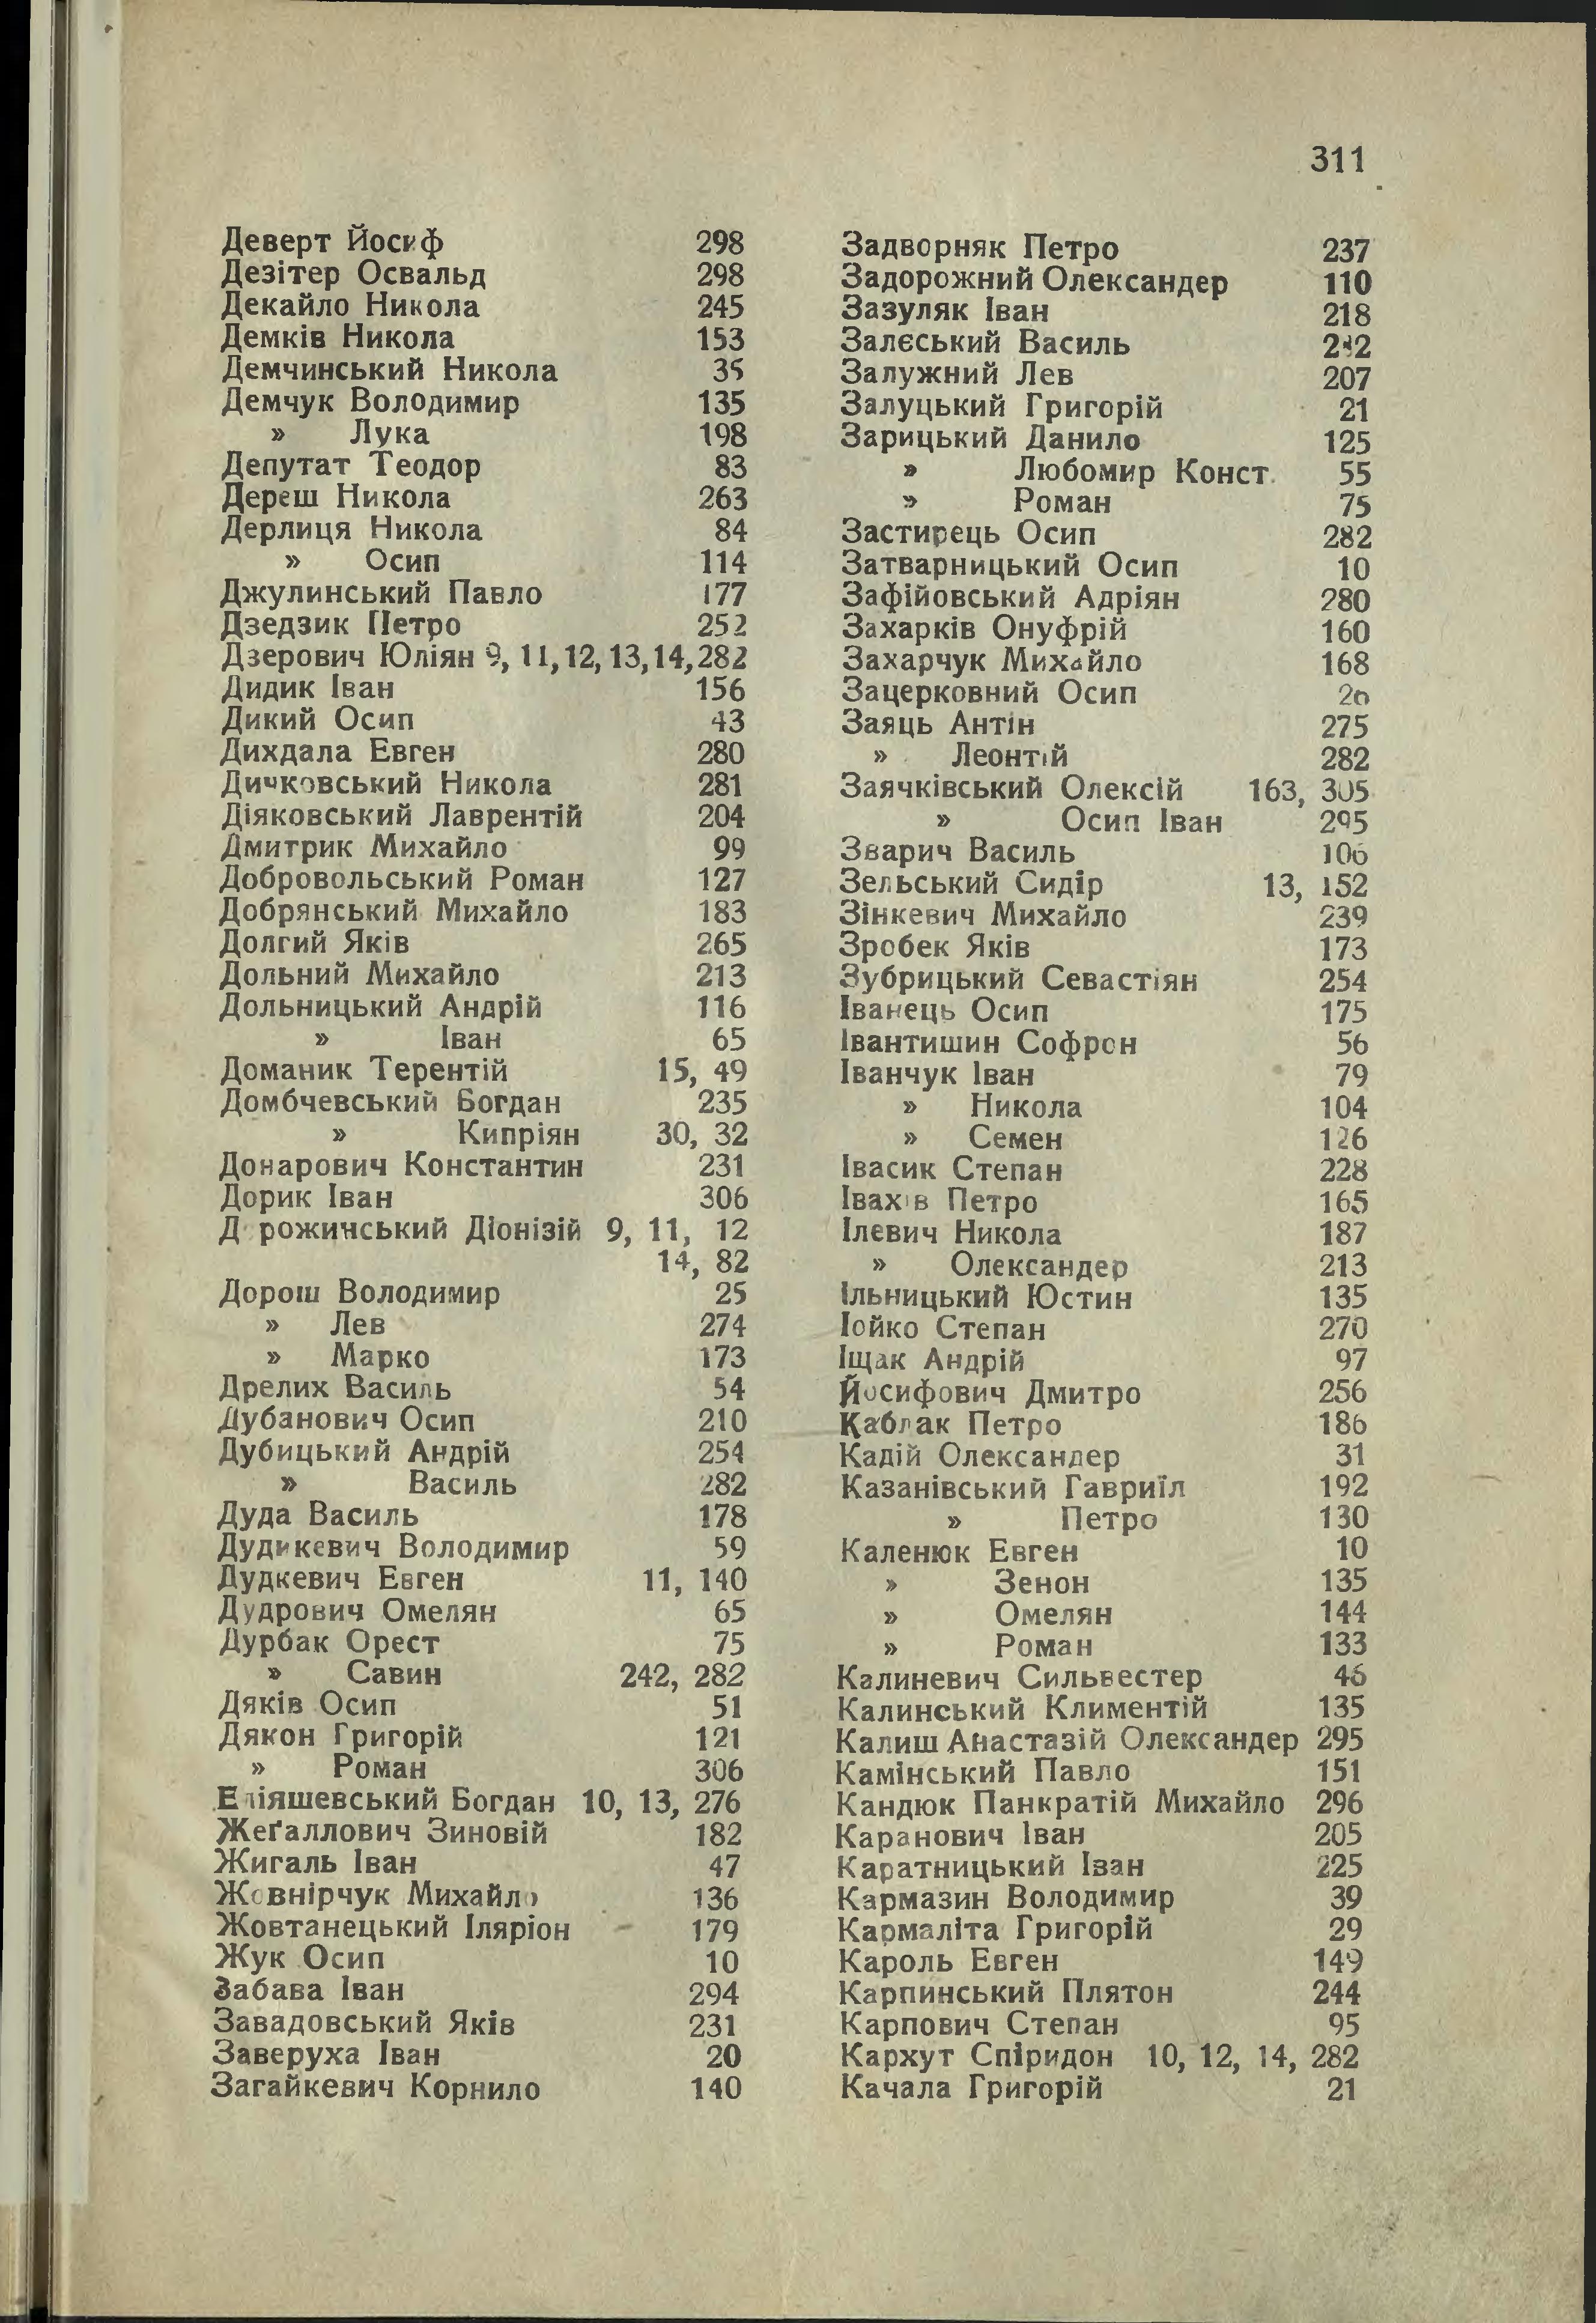 311
Деверт Йосиф 298
Дезітер Освальд 298
Декайло Никола 245
Демків Никола 153
Демчинський Никола 35
Демчук Володимир 135
» Лука 198
Депутат Теодор 83
Дереш Никола 263
Дерлиця Никола 84
» Осип 114
Джулинський Павло 177
Дзедзик Петро 252
Дзерович Юліян 9, 11, 12, 13, 14, 282
Дидик Іван 156
Дикий Осип 43
Дихдала Евген 280
Дичковський Никола 281
Діяковський Лаврентій 204
Дмитрик Михайло 99
Добровольський Роман 127
Добрянський Михайло 183
Долгий Яків 265
Дольний Михайло 213
Дольницький Андрій 116
» Іван 65
Доманик Терентій 15, 49
Домбчевський Богдан 235
» Кипріян 30, 32
Донарович Константин 231
Дорик Іван 306
Д рожинський Діонізій 9, 11, 12
14, 82
Дорош Володимир 25
» Лев 274
» Марко 173
Дрелих Василь 54
Дубанович Осип 210
Дубицький Андрій 254
» Василь 282
Дуда Василь 178
Дудикевич Володимир 59
Дудкевич Евген 11, 140
Дудрович Омелян 65
Дурбак Орест 75
» Савин 242, 282
Дяків Осип 51
Дякон Григорій 121
» Роман 306
Еліяшевський Богдан 10, 13, 276
Жеґаллович Зиновій 182
Жигаль Іван 47
Жовнірчук Михайло 136
Жовтанецький Іляріон 179
Жук Осип 10
Забава Іван 294
Завадовський Яків 231
Заверуха Іван 20
Загайкевич Корнило 140
Задворняк Петро 237
Задорожний Олександер 110
Зазуляк Іван 218
Залєський Василь
Залужний Лев 207
Залуцький Григорій 21
Зарицький Данило 125
» Любомир Конст. 55
» Роман 75
Застирець Осип 282
Затварницький Осип 10
Зафійовський Адріян 280
Захарків Онуфрій 160
Захарчук Михайло 168
Зацерковний Осип
Заяць Антін 275
» Леонтій 282
Заячківський Олексій 163, 305
» Осип Іван 295
Зварич Василь 106
Зельський Сидір 13, 152
Зінкевич Михайло 239
Зробек Яків 173
Зубрицький Севастіян 254
Іванець Осип 175
Івантишин Софрон 56
Іванчук Іван 79
» Никола 104
» Семен 126
Івасик Степан 228
Івахів Петро 165
Ілевич Никола 187
» Олександер 213
Ільницький Юстин 135
Іойко Степан 270
Іщак Андрій 97
Йосифович Дмитро 256
Каблак Петро 186
Кадій Олександер 31
Казанівський Гавриїл 192
» Петро 130
Каленюк Евген 10
» Зенон 135
» Омелян 144
» Роман 133
Калиневич Сильвестер 46
Калинський Климентій 135
Калиш Анастазій Олександер 295
Камінський Павло 151
Кандюк Панкратій Михайло 296
Каранович Іван 205
Каратницький Іван 225
Кармазин Володимир 39
Кармаліта Григорій 29
Кароль Евген 149
Карпинський Плятон 244
Карпович Степан 95
Кархут Спіридон 10, 12, 14, 282
Качала Григорій 21